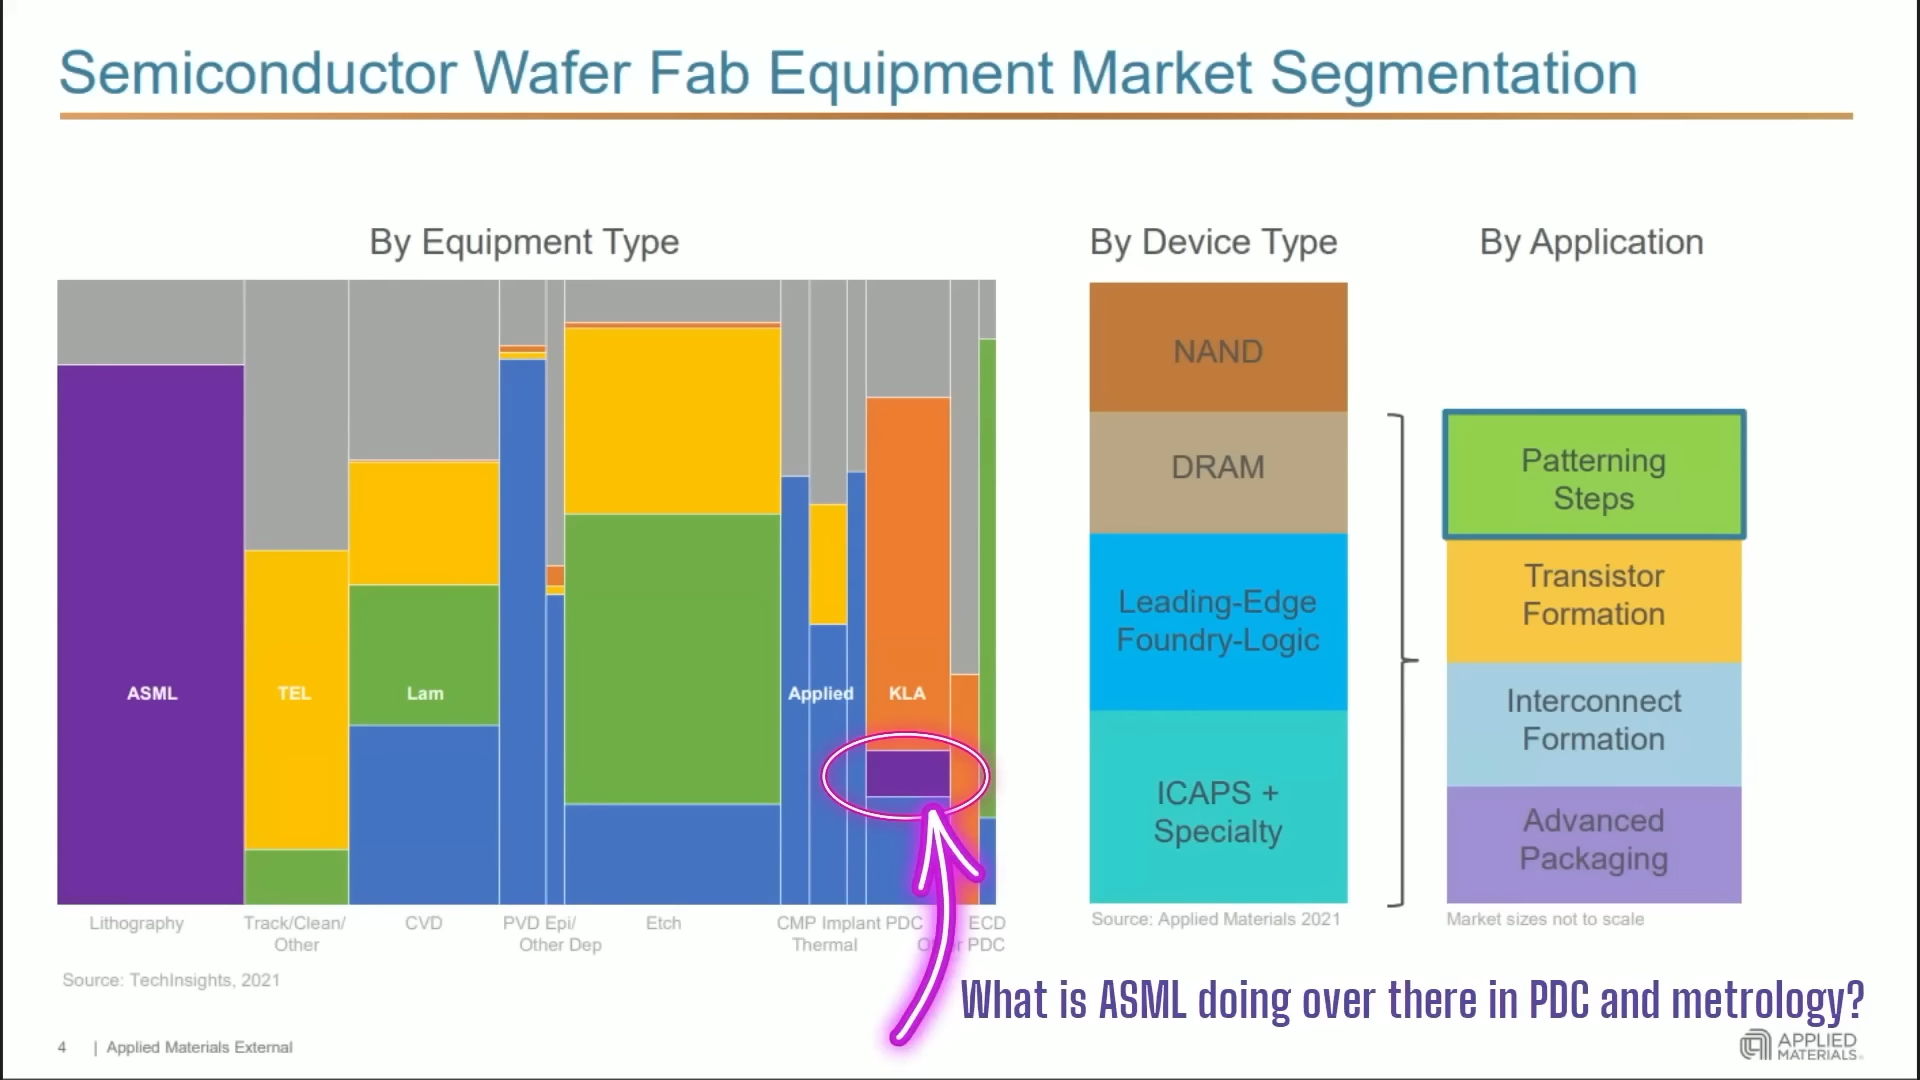 Semiconductor Wafer Fab Equipment Market Segmentation
By Equipment Type
By Device Type
By Application
ASML
TEL
Lam
Applied
KLA
Lithography
Track/Clean/
Other
CVD
PVD Epi/
Other Dep
Etch
CMP Implant PDC
Thermal
ECD
PDC
Source: TechInsights, 2021
NAND
DRAM
Leading-Edge
Foundry-Logic
ICAPS +
Specialty
Source: Applied Materials 2021
Patterning
Steps
Transistor
Formation
Interconnect
Formation
Advanced
Packaging
Market sizes not to scale
What is ASML doing over there in PDC and metrology?
4 | Applied Materials External
APPLIED
MATERIALS